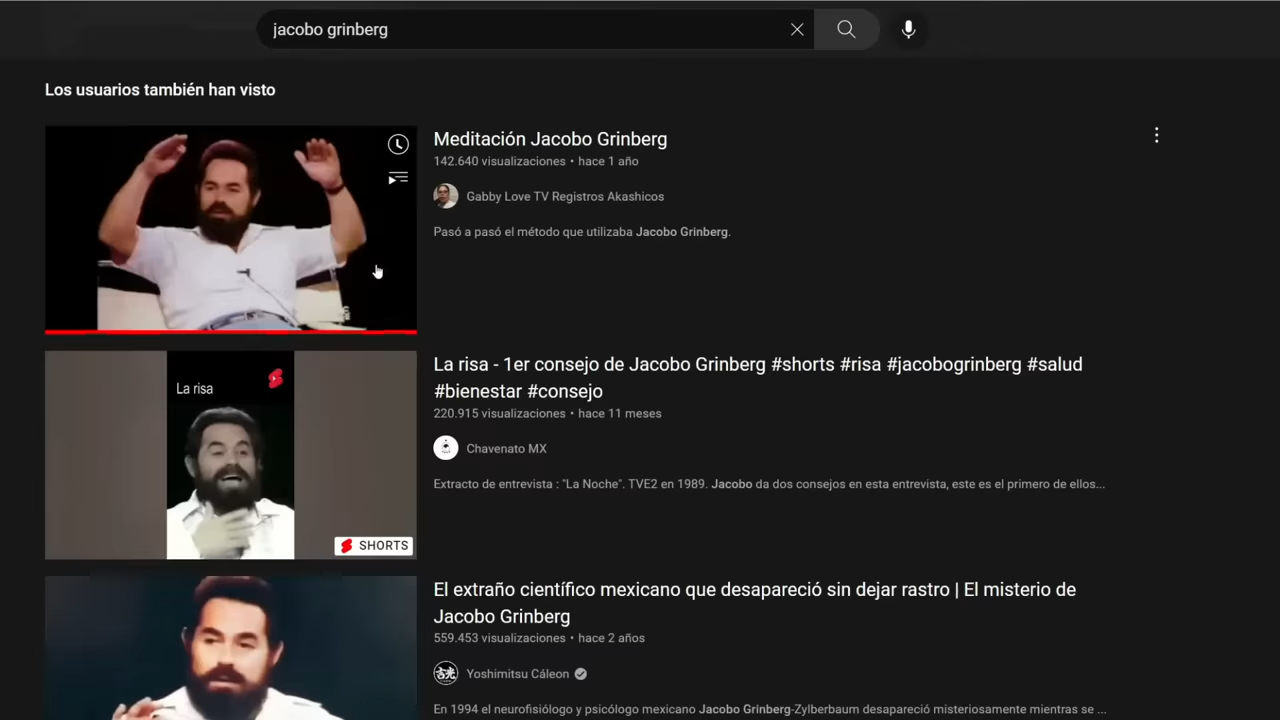 jacobo grinberg
Los usuarios también han visto
Meditación Jacobo Grinberg
142.640 visualizaciones • hace 1 año
Gabby Love TV Registros Akashicos
Pasó a pasó el método que utilizaba Jacobo Grinberg.
La risa
SHORTS
La risa - 1er consejo de Jacobo Grinberg #shorts #risa #jacobogrinberg #salud
#bienestar #consejo
220.915 visualizaciones • hace 11 meses
Chavenato MX
Extracto de entrevista : "La Noche". TVE2 en 1989. Jacobo da dos consejos en esta entrevista, este es el primero de ellos...
El extraño científico mexicano que desapareció sin dejar rastro | El misterio de
Jacobo Grinberg
559.453 visualizaciones • hace 2 años
Yoshimitsu Cáleon
En 1994 el neurofisiólogo y psicólogo mexicano Jacobo Grinberg-Zylberbaum desapareció misteriosamente mientras se ...